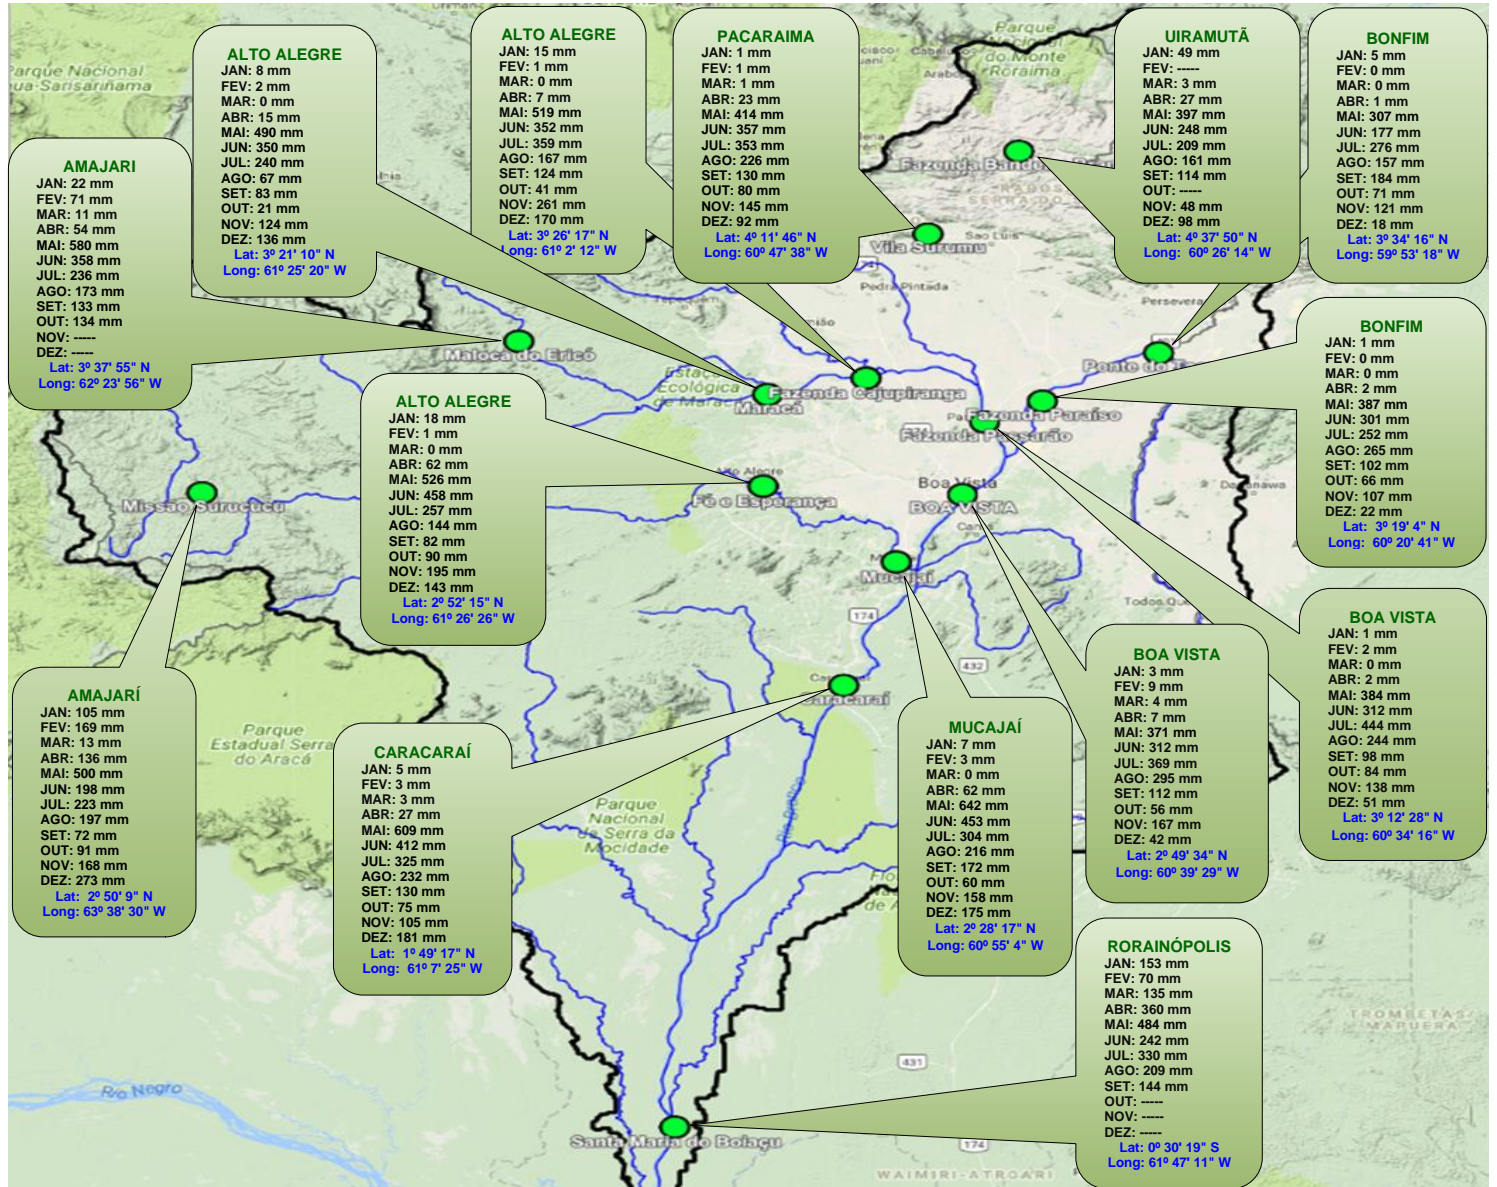 ALTO ALEGRE
JAN: 8 mm
FEV: 2 mm
MAR: 0 mm
ABR: 15 mm
MAI: 490 mm
JUN: 350 mm
JUL: 240 mm
AGO: 67 mm
SET: 83 mm
OUT: 21 mm
NOV: 124 mm
DEZ: 136 mm
Lat: 3º 21' 10" N
Long: 61º 25' 20" W
ALTO ALEGRE
JAN: 15 mm
FEV: 1 mm
MAR: 0 mm
ABR: 7 mm
MAI: 519 mm
JUN: 352 mm
JUL: 359 mm
AGO: 167 mm
SET: 124 mm
OUT: 41 mm
NOV: 261 mm
DEZ: 170 mm
Lat: 3º 26' 17" N
Long: 61º 2' 12" W
PACARAIMA
JAN: 1 mm
FEV: 1 mm
MAR: 1 mm
ABR: 23 mm
MAI: 414 mm
JUN: 357 mm
JUL: 353 mm
AGO: 226 mm
SET: 130 mm
OUT: 80 mm
NOV: 145 mm
DEZ: 92 mm
Lat: 4º 11' 46" N
Long: 60º 47' 38" W
UIRAMUTÃ
JAN: 49 mm
FEV: -----
MAR: 3 mm
ABR: 27 mm
MAI: 397 mm
JUN: 248 mm
JUL: 209 mm
AGO: 161 mm
SET: 114 mm
OUT: -----
NOV: 48 mm
DEZ: 98 mm
Lat: 4º 37' 50" N
Long: 60º 26' 14" W
BONFIM
JAN: 5 mm
FEV: 0 mm
MAR: 0 mm
ABR: 1 mm
MAI: 307 mm
JUN: 177 mm
JUL: 276 mm
AGO: 157 mm
SET: 184 mm
OUT: 71 mm
NOV: 121 mm
DEZ: 18 mm
Lat: 3º 34' 16" N
Long: 59º 53' 18" W
AMAJARI
JAN: 22 mm
FEV: 71 mm
MAR: 11 mm
ABR: 54 mm
MAI: 580 mm
JUN: 358 mm
JUL: 236 mm
AGO: 173 mm
SET: 133 mm
OUT: 134 mm
NOV: -----
DEZ: -----
Lat: 3º 37' 55" N
Long: 62º 23' 56" W
BONFIM
JAN: 1 mm
FEV: 0 mm
MAR: 0 mm
ABR: 2 mm
MAI: 387 mm
JUN: 301 mm
JUL: 252 mm
AGO: 265 mm
SET: 102 mm
OUT: 66 mm
NOV: 107 mm
DEZ: 22 mm
Lat: 3º 19' 4" N
Long: 60º 20' 41" W
ALTO ALEGRE
JAN: 18 mm
FEV: 1 mm
MAR: 0 mm
ABR: 62 mm
MAI: 526 mm
JUN: 458 mm
JUL: 257 mm
AGO: 144 mm
SET: 82 mm
OUT: 90 mm
NOV: 195 mm
DEZ: 143 mm
Lat: 2º 52' 15" N
Long: 61º 26' 26" W
BOA VISTA
JAN: 1 mm
FEV: 2 mm
MAR: 0 mm
ABR: 2 mm
MAI: 384 mm
JUN: 312 mm
JUL: 444 mm
AGO: 244 mm
SET: 98 mm
OUT: 84 mm
NOV: 138 mm
DEZ: 51 mm
Lat: 3º 12' 28" N
Long: 60º 34' 16" W
BOA VISTA
JAN: 3 mm
FEV: 9 mm
MAR: 4 mm
ABR: 7 mm
MAI: 371 mm
JUN: 312 mm
JUL: 369 mm
AGO: 295 mm
SET: 112 mm
OUT: 56 mm
NOV: 167 mm
DEZ: 42 mm
Lat: 2º 49' 34" N
Long: 60º 39' 29" W
AMAJARÍ
JAN: 105 mm
FEV: 169 mm
MAR: 13 mm
ABR: 136 mm
MAI: 500 mm
JUN: 198 mm
JUL: 223 mm
AGO: 197 mm
SET: 72 mm
OUT: 91 mm
NOV: 168 mm
DEZ: 273 mm
Lat: 2º 50' 9" N
Long: 63º 38' 30" W
CARACARAÍ
JAN: 5 mm
FEV: 3 mm
MAR: 3 mm
ABR: 27 mm
MAI: 609 mm
JUN: 412 mm
JUL: 325 mm
AGO: 232 mm
SET: 130 mm
OUT: 75 mm
NOV: 105 mm
DEZ: 181 mm
Lat: 1º 49' 17" N
Long: 61º 7' 25" W
MUCAJAÍ
JAN: 7 mm
FEV: 3 mm
MAR: 0 mm
ABR: 62 mm
MAI: 642 mm
JUN: 453 mm
JUL: 304 mm
AGO: 216 mm
SET: 172 mm
OUT: 60 mm
NOV: 158 mm
DEZ: 175 mm
Lat: 2º 28' 17" N
Long: 60º 55' 4" W
RORAINÓPOLIS
JAN: 153 mm
FEV: 70 mm
MAR: 135 mm
ABR: 360 mm
MAI: 484 mm
JUN: 242 mm
JUL: 330 mm
AGO: 209 mm
SET: 144 mm
OUT: -----
NOV: -----
DEZ: -----
Lat: 0º 30' 19" S
Long: 61º 47' 11" W
Parque Nacional
Parque
do Monte
Roraima
Fazenda
Vila Surumu
São Luís
Pedra Pintada
Maloca do Ericó
Estação
Ecológica
de Maracá
Maracá
Fazenda Cajupiranga
Ponte do
Fazenda Paraíso
Fazenda Passarão
Missão Surucucu
Alto Alegre
Fé e Esperança
Boa Vista
BOA VISTA
Mucajaí
174
432
Caracaraí
Parque
Estadual Serra
do Aracá
Parque
Nacional
da Serra da
Mocidade
Rio Branco
Rio Negro
431
174
Santa Maria do Boiaçu
TROMBETAS/
MAPUERA
WAIMIRI-ATROARI